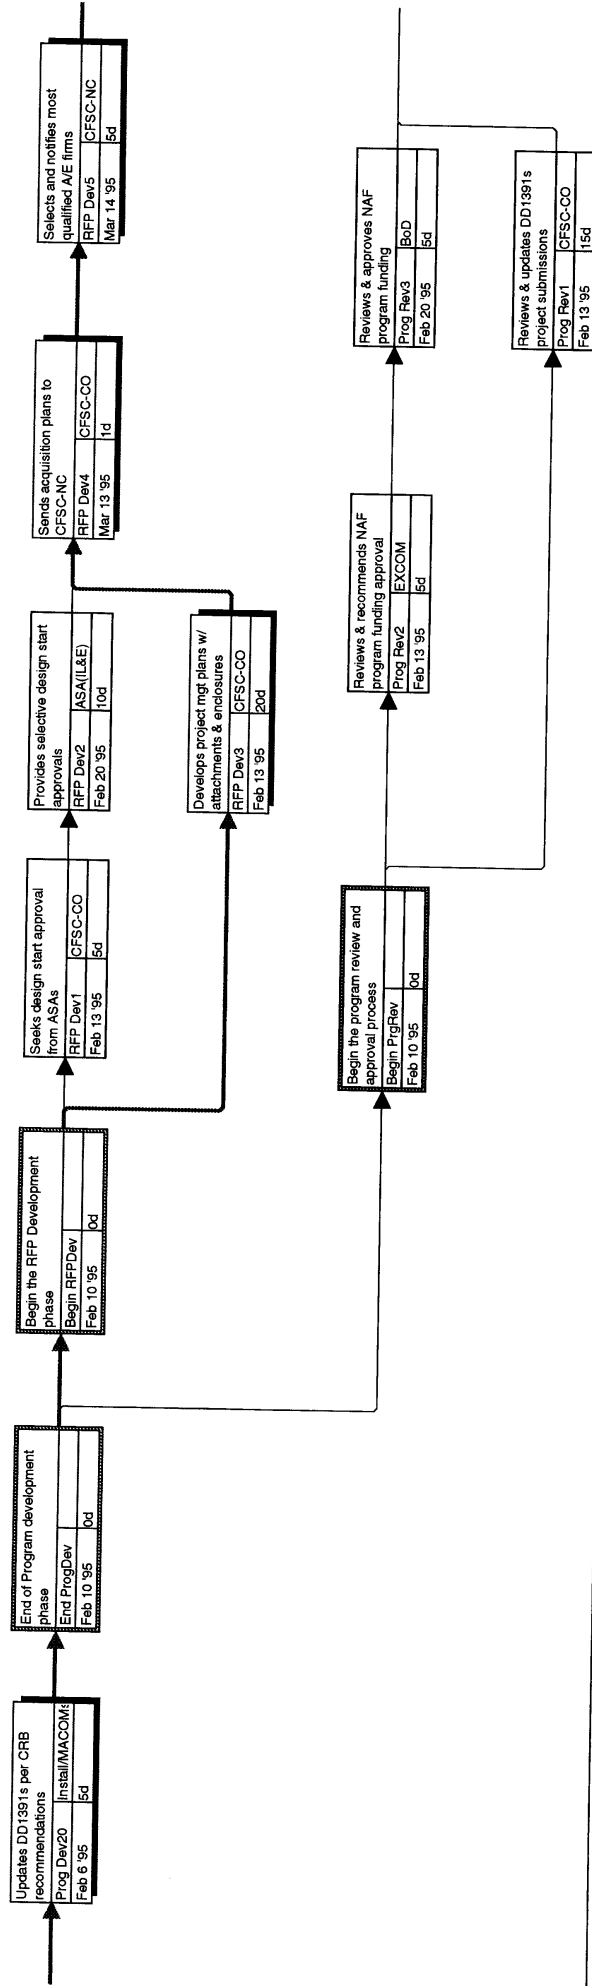 Updates DD1391s per CRB
recommendations
Prog Dev20 Install/MACOMs
Feb 6 '95 5d
End of Program development
phase
End ProgDev
Feb 10 '95 0d
Begin the RFP Development
phase
Begin RFPDev
Feb 10 '95 0d
Seeks design start approval
from ASAs
RFP Dev1 CFSC-CO
Feb 13 '95 5d
Provides selective design start
approvals
RFP Dev2 ASA(IL&E)
Feb 20 '95 10d
Sends acquisition plans to
CFSC-NC
RFP Dev4 CFSC-CO
Mar 13 '95 1d
Selects and notifies most
qualified A/E firms
RFP Dev5 CFSC-NC
Mar 14 '95 5d
Develops project mgt plans w/
attachments & enclosures
RFP Dev3 CFSC-CO
Feb 13 '95 20d
Begin the program review and
approval process
Begin PrgRev
Feb 10 '95 0d
Reviews & recommends NAF
program funding approval
Prog Rev2 EXCOM
Feb 13 '95 5d
Reviews & approves NAF
program funding
Prog Rev3 BoD
Feb 20 '95 5d
Reviews & updates DD1391s
project submissions
Prog Rev1 CFSC-CO
Feb 13 '95 15d